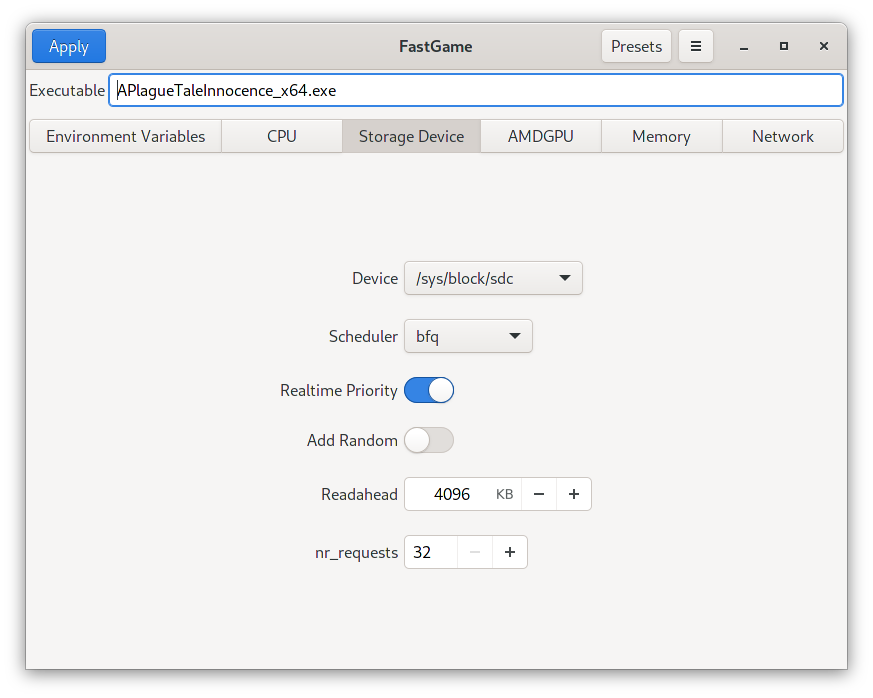 Apply FastGame Presets
Executable APlagueTaleInnocence_x64.exe
Environment Variables CPU Storage Device AMDGPU Memory Network
Device /sys/block/sdc
Scheduler bfq
Realtime Priority
Add Random
Readahead 4096 KB
nr_requests 32